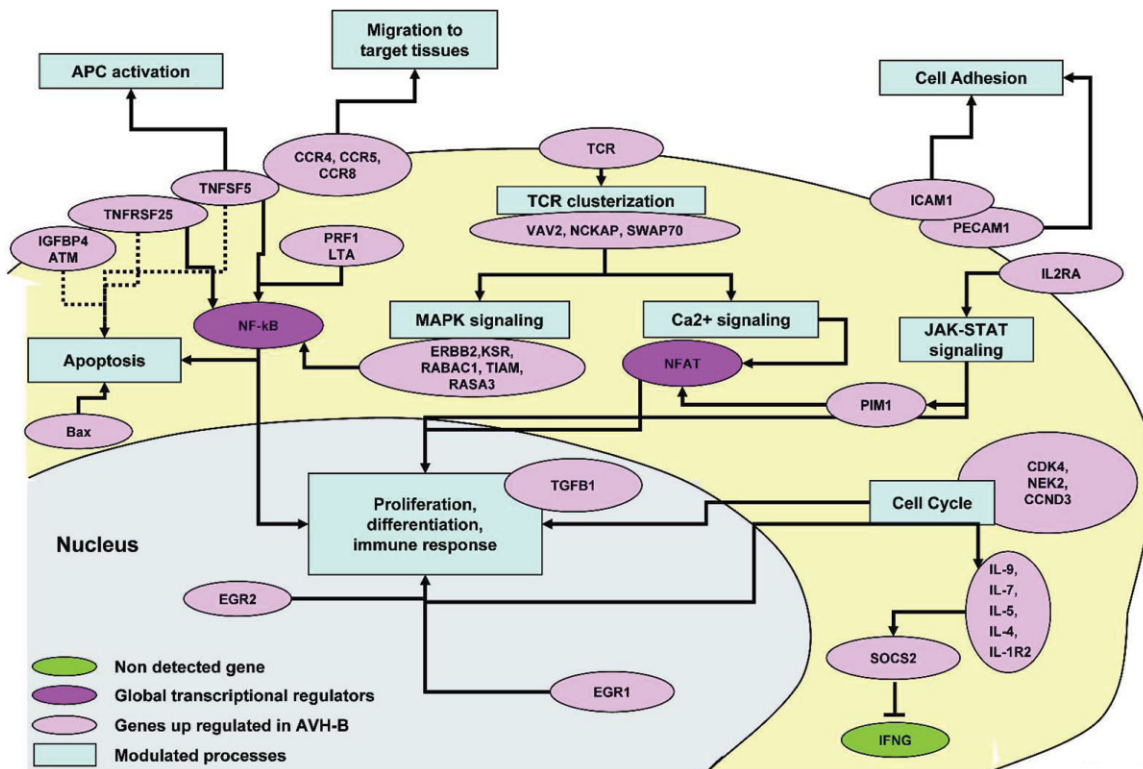 Migration to
target tissues
APC activation
Cell Adhesion
CCR4, CCR5,
CCR8
TCR
TNFSF5
TCR clusterization
ICAM1
TNFRSF25
VAV2, NCKAP, SWAP70
PECAM1
IGFBP4
ATM
PRF1
LTA
IL2RA
NF-kB
MAPK signaling
Ca2+ signaling
JAK-STAT
signaling
Apoptosis
ERBB2,KSR,
RABAC1, TIAM,
RASA3
NFAT
PIM1
Bax
TGFB1
CDK4,
NEK2,
CCND3
Proliferation,
differentiation,
immune response
Cell Cycle
Nucleus
IL-9,
IL-7,
IL-5,
IL-4,
IL-1R2
EGR2
SOCS2
EGR1
IFNG
Non detected gene
Global transcriptional regulators
Genes up regulated in AVH-B
Modulated processes